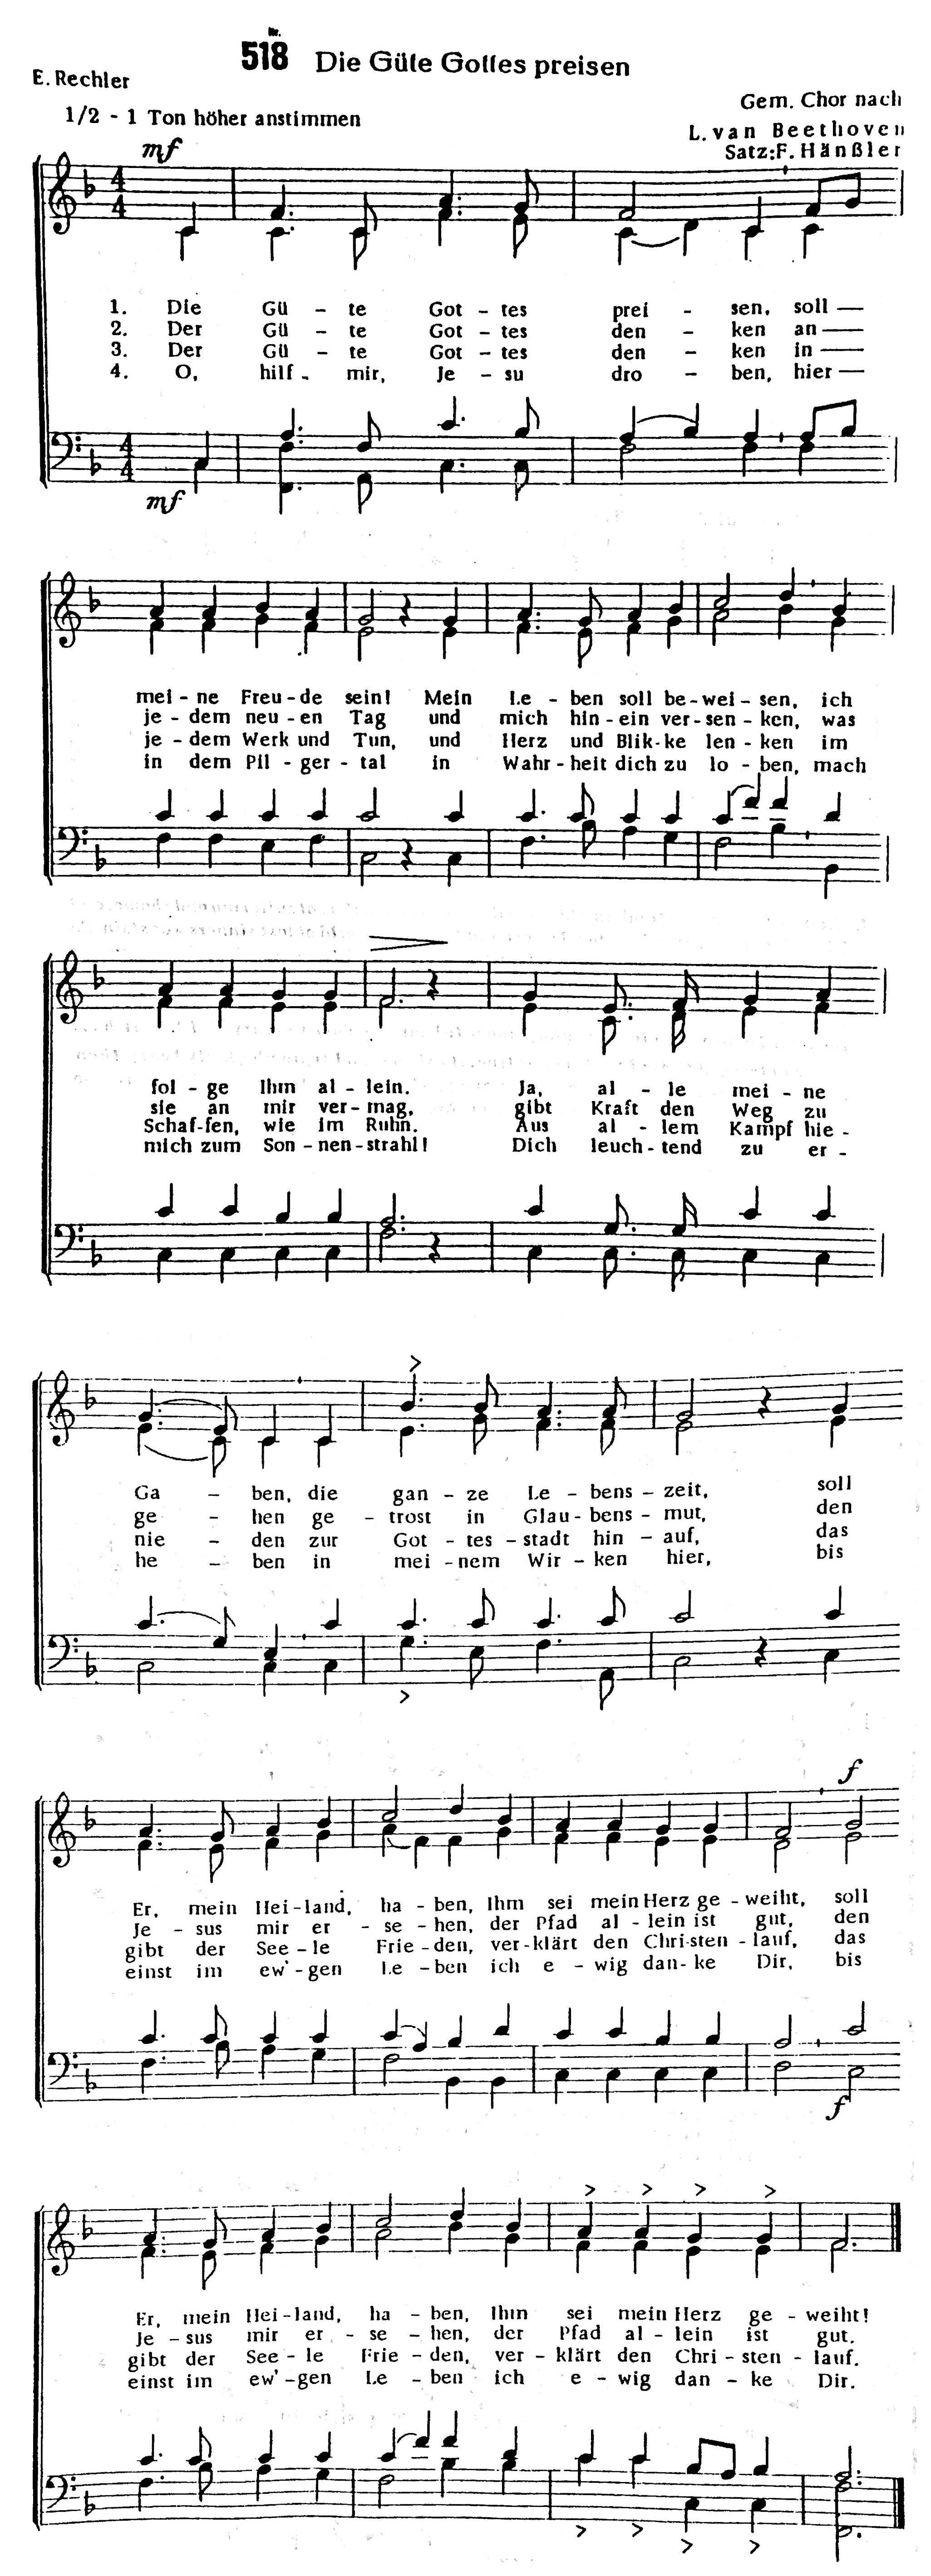 Nr.
518 Die Güte Gottes preisen
E. Rechler
1/2 - 1 Ton höher anstimmen
Gem. Chor nach
L. van Beethoven
Satz: F. Hänßler
mf
1. Die Gü - te Got - tes prei - sen, soll —
2. Der Gü - te Got - tes den - ken an —
3. Der Gü - te Got - tes den - ken in —
4. O, hilf - mir, Je - su dro - ben, hier —
mf
mei - ne Freu - de sein! Mein Le - ben soll be - wei - sen, ich
je - dem neu - en Tag und mich hin - ein ver - sen - ken, was
je - dem Werk und Tun, und Herz und Blik - ke len - ken im
in dem Pil - ger - tal in Wahr - heit dich zu lo - ben, mach
fol - ge Ihm al - lein. Ja, al - le mei - ne
sie an mir ver - mag, gibt Kraft den Weg zu
Schaf - fen, wie im Ruhn. Aus al - lem Kampf hie -
mich zum Son - nen - strahl! Dich leuch - tend zu er -
Ga - ben, die gan - ze Le - bens - zeit, soll
ge - hen ge - trost in Glau - bens - mut, den
nie - den zur Got - tes - stadt hin - auf, das
he - ben in mei - nem Wir - ken hier, bis
f
Er, mein Hei - land, ha - ben, Ihm sei mein Herz ge - weiht, soll
Je - sus mir er - se - hen, der Pfad al - lein ist gut, den
gibt der See - le Frie - den, ver - klärt den Chri - sten - lauf, das
einst im ew' - gen Le - ben ich e - wig dan - ke Dir, bis
f
Er, mein Hei - land, ha - ben, Ihm sei mein Herz ge - weiht!
Je - sus mir er - se - hen, der Pfad al - lein ist gut.
gibt der See - le Frie - den, ver - klärt den Chri - sten - lauf.
einst im ew' - gen Le - ben ich e - wig dan - ke Dir.